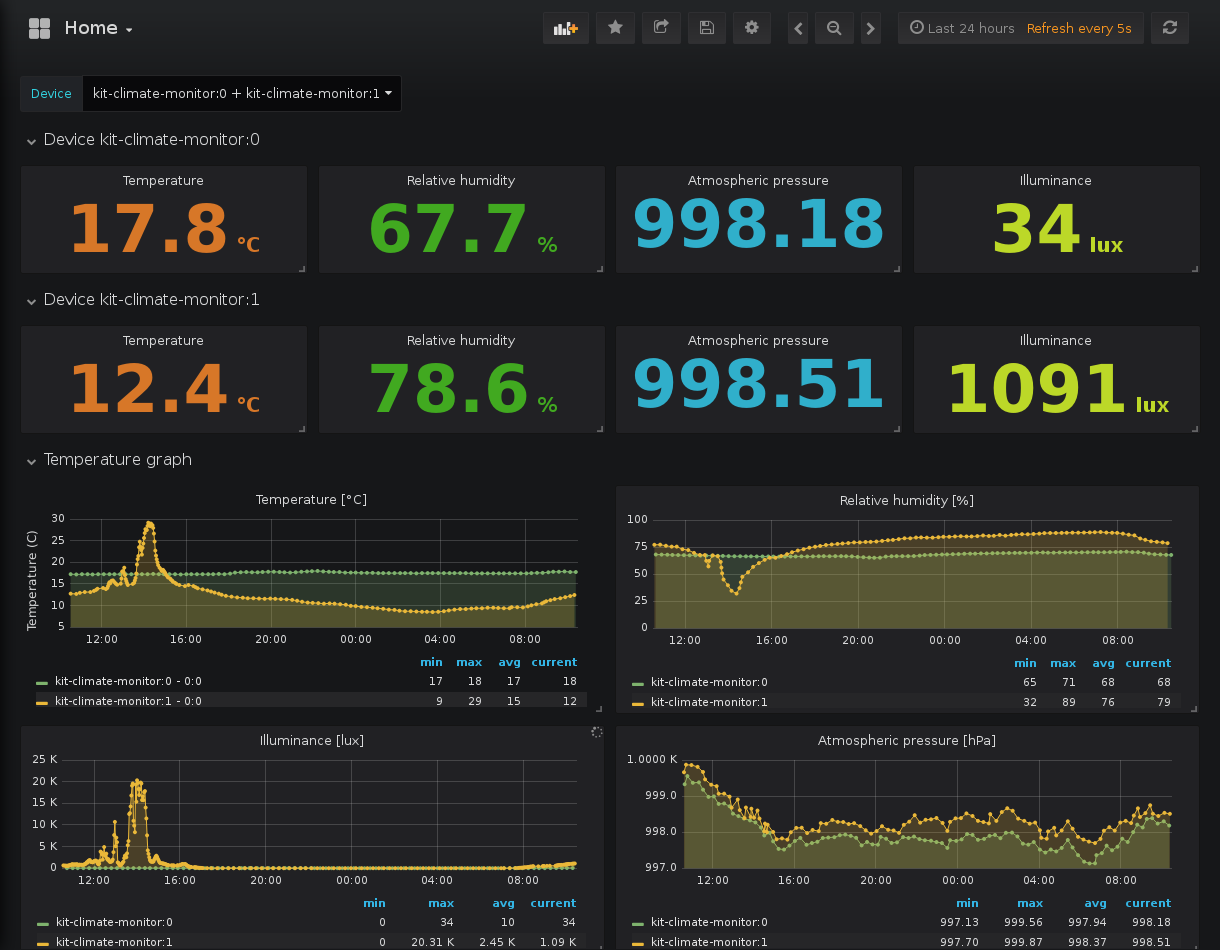 Home
Last 24 hours Refresh every 5s
Device kit-climate-monitor:0 + kit-climate-monitor:1
Device kit-climate-monitor:0
Temperature Relative humidity Atmospheric pressure Illuminance
17.8 °C 67.7 % 998.18 34 lux
Device kit-climate-monitor:1
Temperature Relative humidity Atmospheric pressure Illuminance
12.4 °C 78.6 % 998.51 1091 lux
Temperature graph
Temperature [°C]
Temperature (C)
30
25
20
15
10
5
12:00 16:00 20:00 00:00 04:00 08:00
min max avg current
kit-climate-monitor:0 - 0:0 17 18 17 18
kit-climate-monitor:1 - 0:0 9 29 15 12
Relative humidity [%]
100
75
50
25
0
12:00 16:00 20:00 00:00 04:00 08:00
min max avg current
kit-climate-monitor:0 65 71 68 68
kit-climate-monitor:1 32 89 76 79
Illuminance [lux]
25 K
20 K
15 K
10 K
5 K
0
12:00 16:00 20:00 00:00 04:00 08:00
min max avg current
kit-climate-monitor:0 0 34 10 34
kit-climate-monitor:1 0 20.31 K 2.45 K 1.09 K
Atmospheric pressure [hPa]
1.0000 K
999.0
998.0
997.0
12:00 16:00 20:00 00:00 04:00 08:00
min max avg current
kit-climate-monitor:0 997.13 999.56 997.94 998.18
kit-climate-monitor:1 997.70 999.87 998.37 998.51